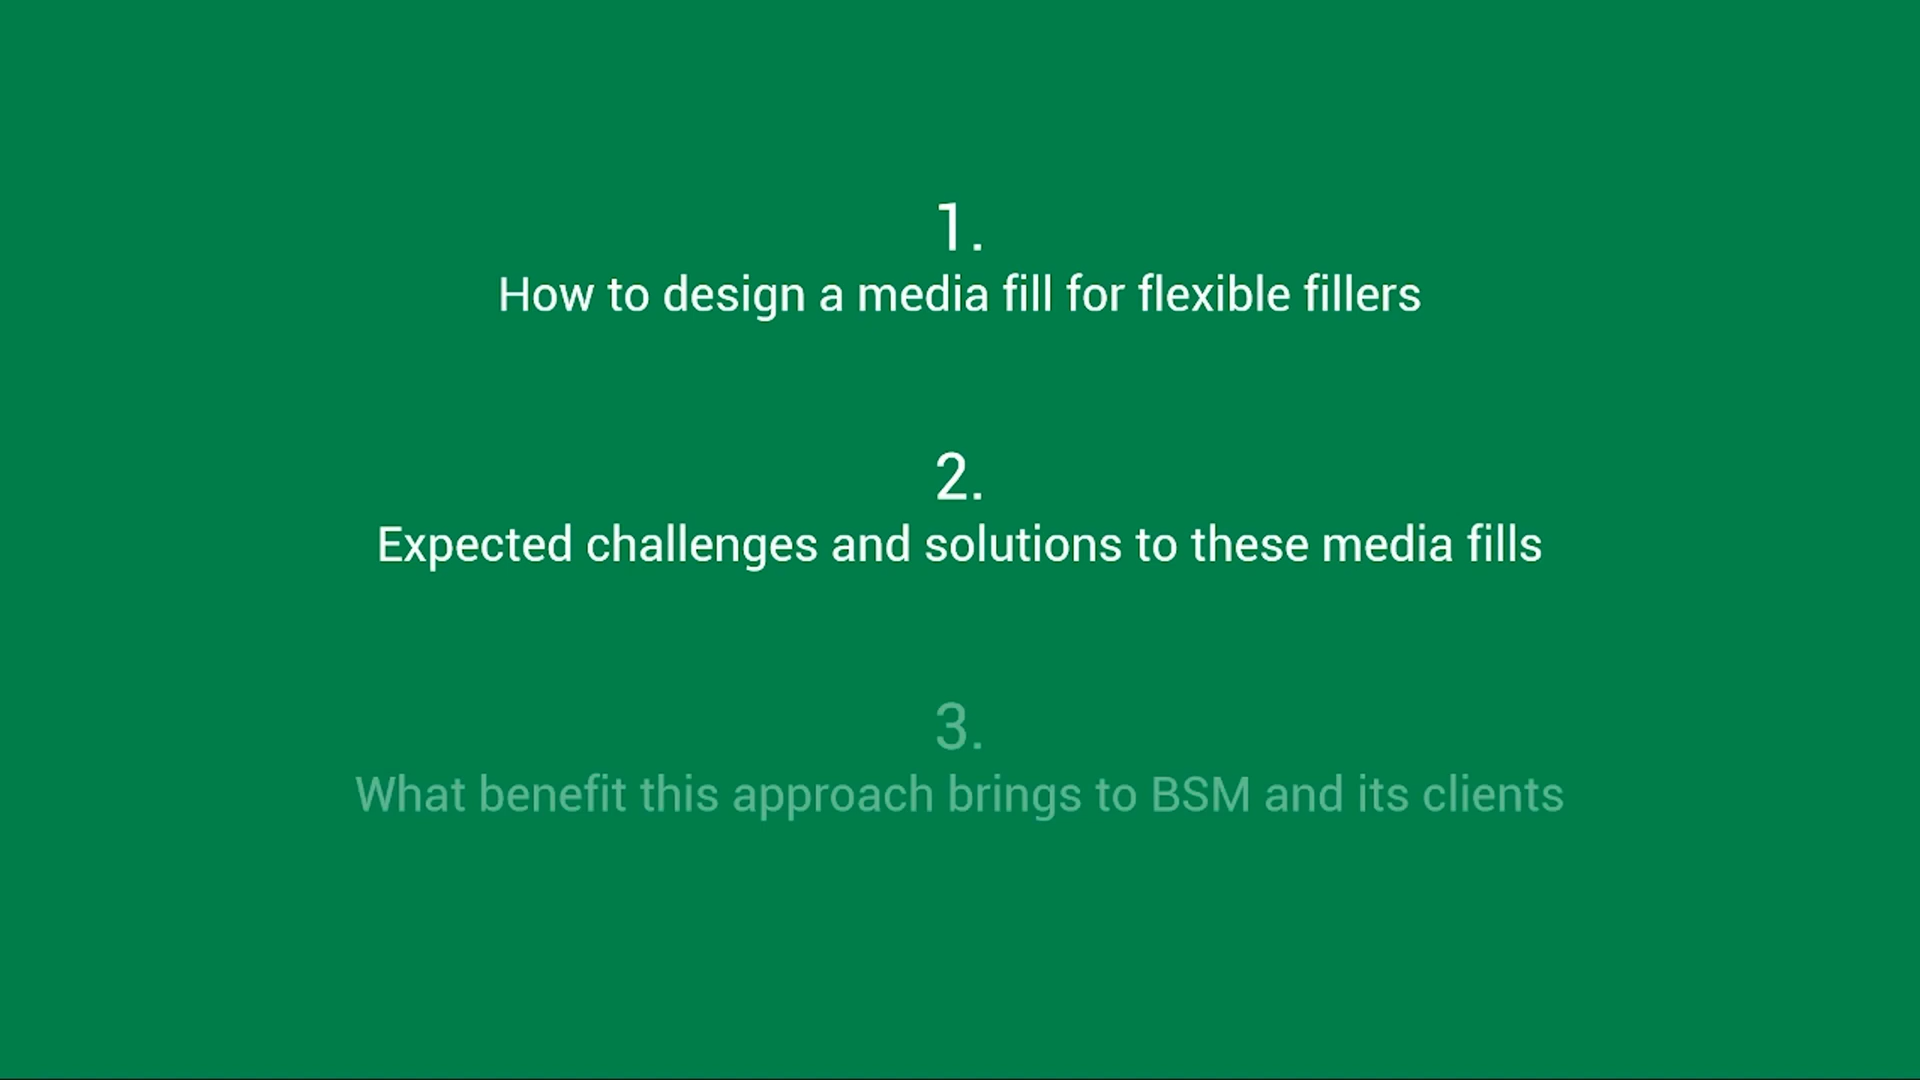 1.
How to design a media fill for flexible fillers
2.
Expected challenges and solutions to these media fills
3.
What benefit this approach brings to BSM and its clients